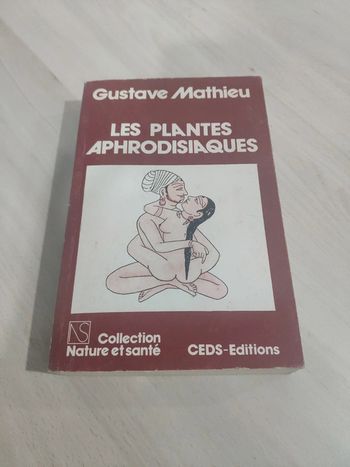 Gustave Mathieu
LES PLANTES
APHRODISIAQUES
NS
Collection
Nature et santé
CEDS-Editions